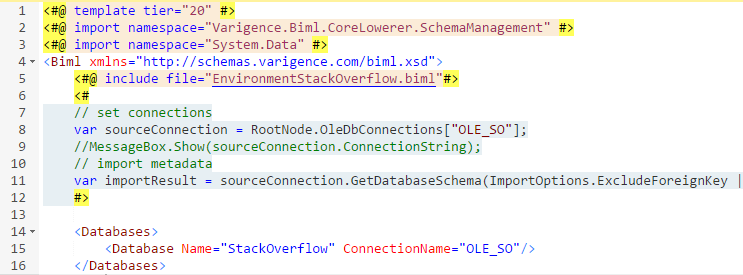 1 <#@ template tier="20" #>
2 <#@ import namespace="Varigence.Biml.CoreLowerer.SchemaManagement" #>
3 <#@ import namespace="System.Data" #>
4 <Biml xmlns="http://schemas.varigence.com/biml.xsd">
5 <#@ include file="EnvironmentStackOverflow.biml"#>
6 <#
7 // set connections
8 var sourceConnection = RootNode.OleDbConnections["OLE_SO"];
9 //MessageBox.Show(sourceConnection.ConnectionString);
10 // import metadata
11 var importResult = sourceConnection.GetDatabaseSchema(ImportOptions.ExcludeForeignKey |
12 #>
13
14 <Databases>
15 <Database Name="StackOverflow" ConnectionName="OLE_SO"/>
16 </Databases>